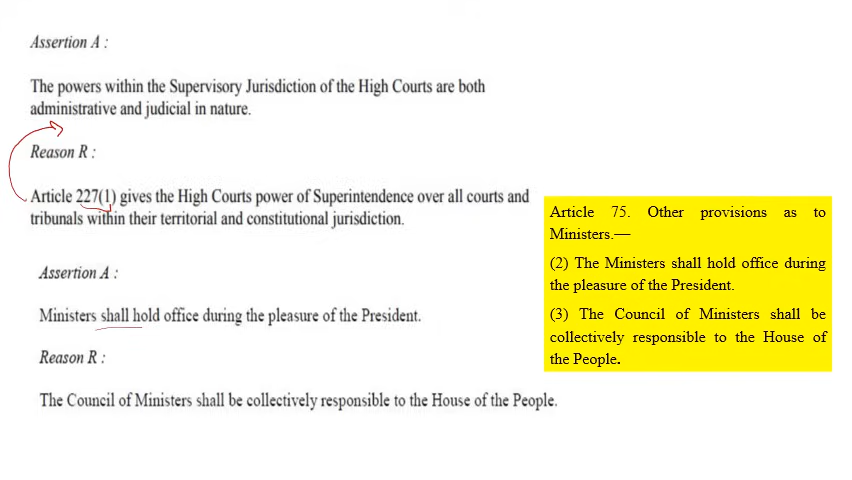 Assertion A :
The powers within the Supervisory Jurisdiction of the High Courts are both
administrative and judicial in nature.
Reason R :
Article 227(1) gives the High Courts power of Superintendence over all courts and
tribunals within their territorial and constitutional jurisdiction.
Assertion A :
Ministers shall hold office during the pleasure of the President.
Reason R :
The Council of Ministers shall be collectively responsible to the House of the People.
Article 75. Other provisions as to
Ministers.—
(2) The Ministers shall hold office during
the pleasure of the President.
(3) The Council of Ministers shall be
collectively responsible to the House of
the People.